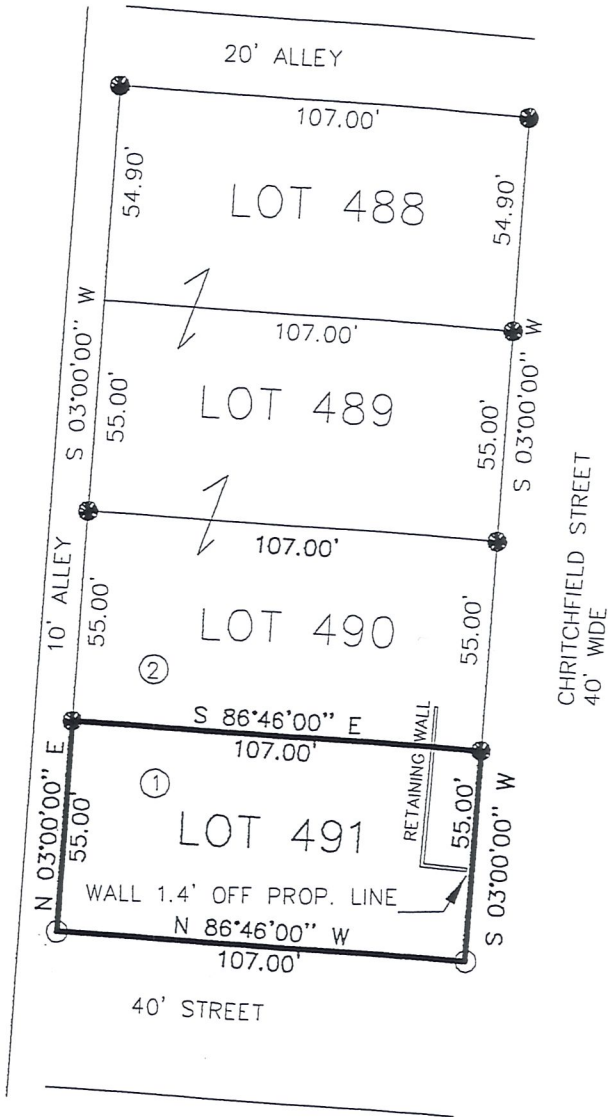 20' ALLEY
107.00'
54.90'
LOT 488
54.90'
S 03°00'00" W
107.00'
55.00'
LOT 489
55.00'
S 03°00'00" W
CHRITCHFIELD STREET
40' WIDE
10' ALLEY
107.00'
55.00'
LOT 490
55.00'
2
S 86°46'00" E
107.00'
N 03°00'00" E
55.00'
1
LOT 491
RETAINING WALL
55.00'
S 03°00'00" W
WALL 1.4' OFF PROP. LINE
N 86°46'00" W
107.00'
40' STREET